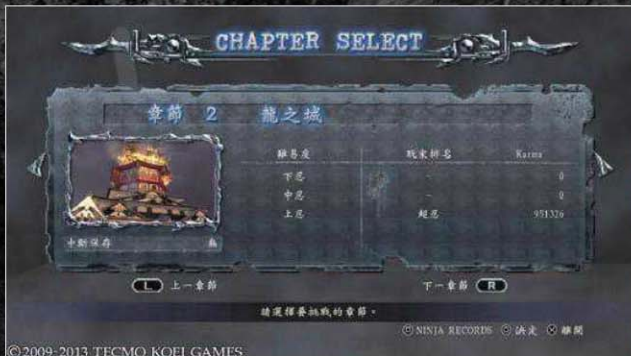 CHAPTER SELECT
章節 2 龍之城
難易度 玩家排名 Karma
下忍 0
中忍 - 0
上忍 超忍 951326
中斷保存 無
L 上一章節 下一章節 R
請選擇要挑戰的章節。
NINJA RECORDS 決定 離開
©2009-2013 TECMO KOEI GAMES